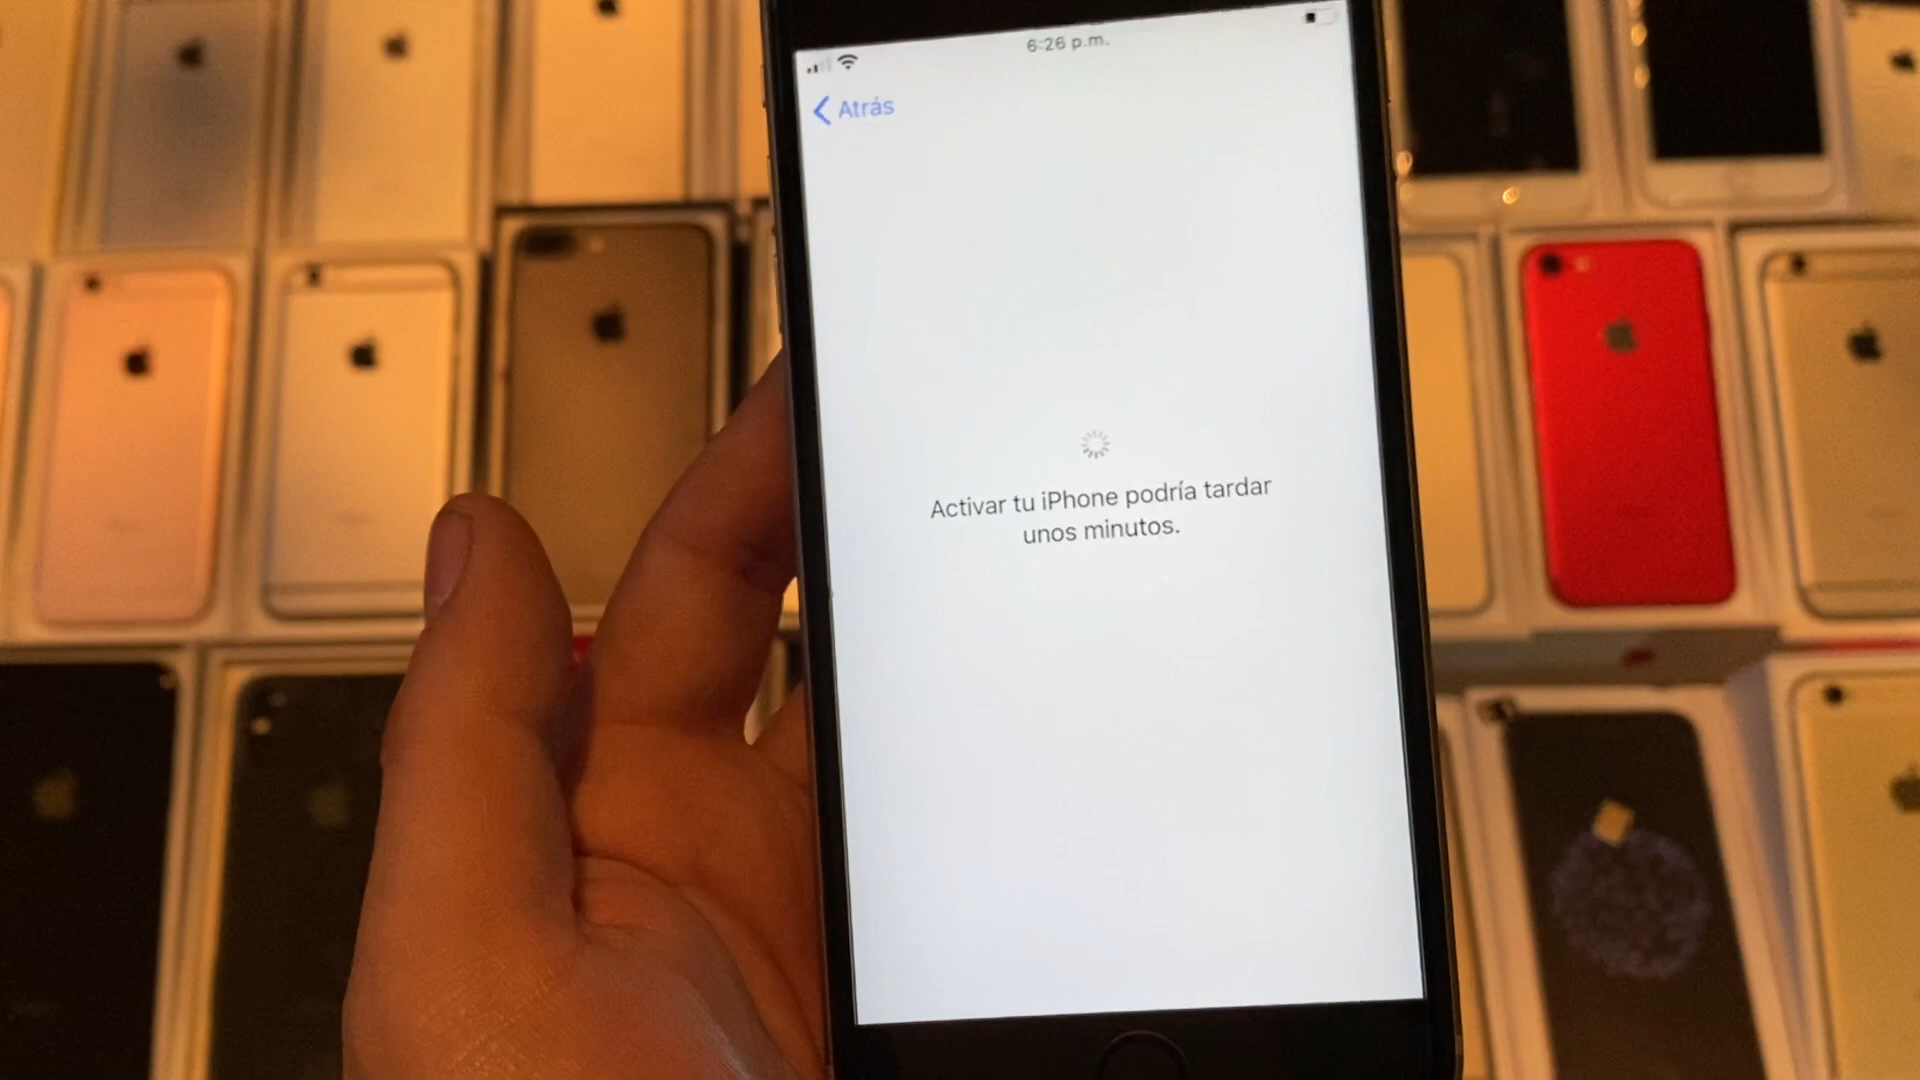 6:26 p.m.
Atrás
Activar tu iPhone podría tardar
unos minutos.